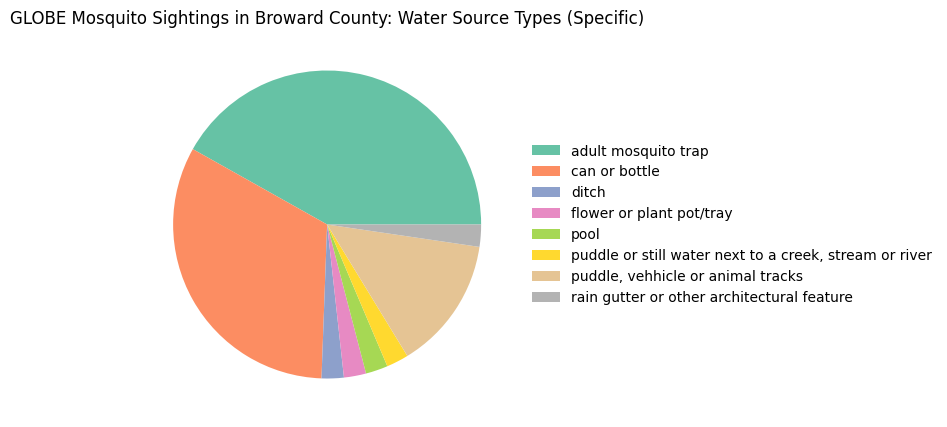 GLOBE Mosquito Sightings in Broward County: Water Source Types (Specific)
adult mosquito trap
can or bottle
ditch
flower or plant pot/tray
pool
puddle or still water next to a creek, stream or river
puddle, vehhicle or animal tracks
rain gutter or other architectural feature